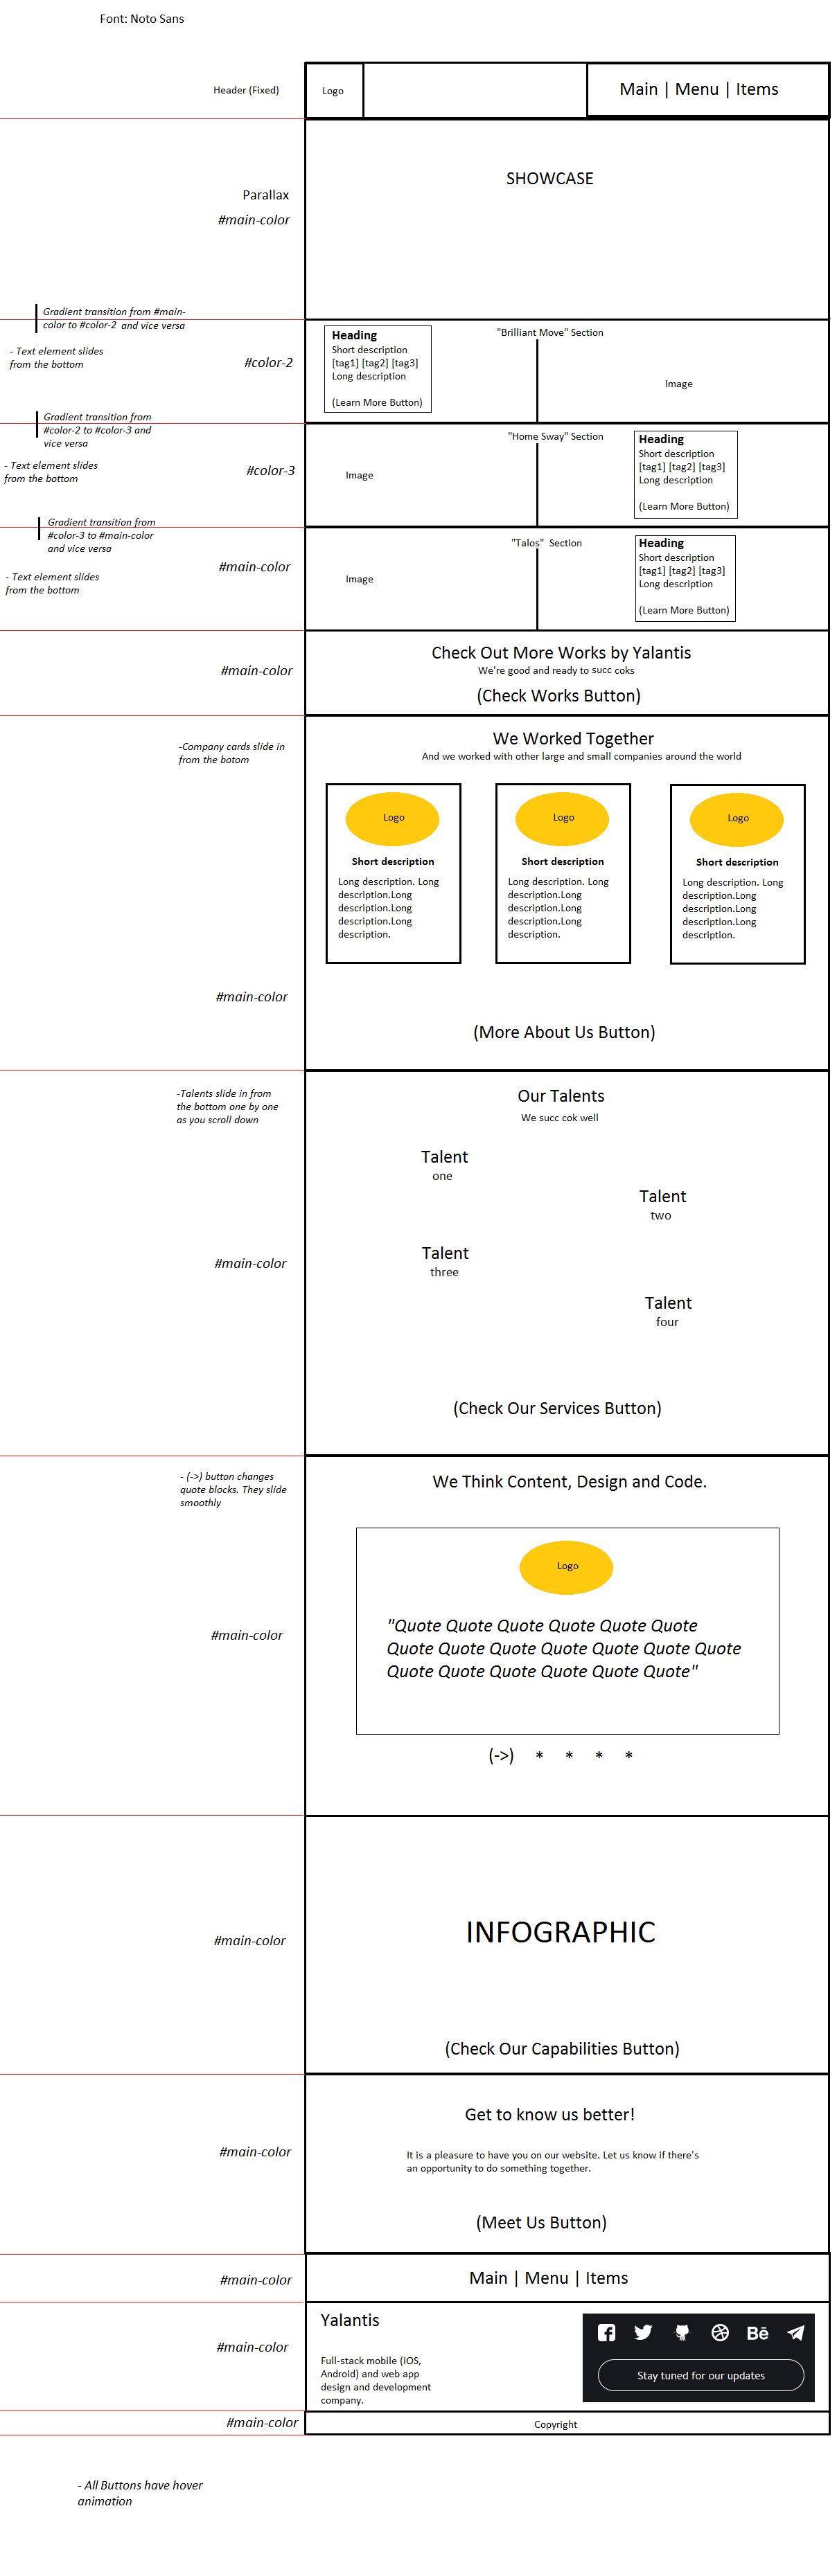 Font: Noto Sans
Header (Fixed)
Logo
Main | Menu | Items
Parallax
#main-color
SHOWCASE
Gradient transition from #main-
color to #color-2 and vice versa
- Text element slides
from the bottom
#color-2
Heading
Short description
[tag1] [tag2] [tag3]
Long description
(Learn More Button)
"Brilliant Move" Section
Image
Gradient transition from
#color-2 to #color-3 and
vice versa
- Text element slides
from the bottom
#color-3
"Home Sway" Section
Image
Heading
Short description
[tag1] [tag2] [tag3]
Long description
(Learn More Button)
Gradient transition from
#color-3 to #main-color
and vice versa
- Text element slides
from the bottom
#main-color
"Talos" Section
Image
Heading
Short description
[tag1] [tag2] [tag3]
Long description
(Learn More Button)
#main-color
Check Out More Works by Yalantis
We're good and ready to succ coks
(Check Works Button)
-Company cards slide in
from the botom
#main-color
We Worked Together
And we worked with other large and small companies around the world
Logo
Short description
Long description. Long
description.Long
description.Long
description.Long
description.
Logo
Short description
Long description. Long
description.Long
description.Long
description.Long
description.
Logo
Short description
Long description. Long
description.Long
description.Long
description.Long
description.
(More About Us Button)
-Talents slide in from
the bottom one by one
as you scroll down
#main-color
Our Talents
We succ cok well
Talent
one
Talent
two
Talent
three
Talent
four
(Check Our Services Button)
- (->) button changes
quote blocks. They slide
smoothly
#main-color
We Think Content, Design and Code.
Logo
"Quote Quote Quote Quote Quote Quote
Quote Quote Quote Quote Quote Quote Quote
Quote Quote Quote Quote Quote Quote"
(->) * * * *
#main-color
INFOGRAPHIC
(Check Our Capabilities Button)
#main-color
Get to know us better!
It is a pleasure to have you on our website. Let us know if there's
an opportunity to do something together.
(Meet Us Button)
#main-color
Main | Menu | Items
#main-color
Yalantis
Full-stack mobile (iOS,
Android) and web app
design and development
company.
Bē
Stay tuned for our updates
#main-color
Copyright
- All Buttons have hover
animation